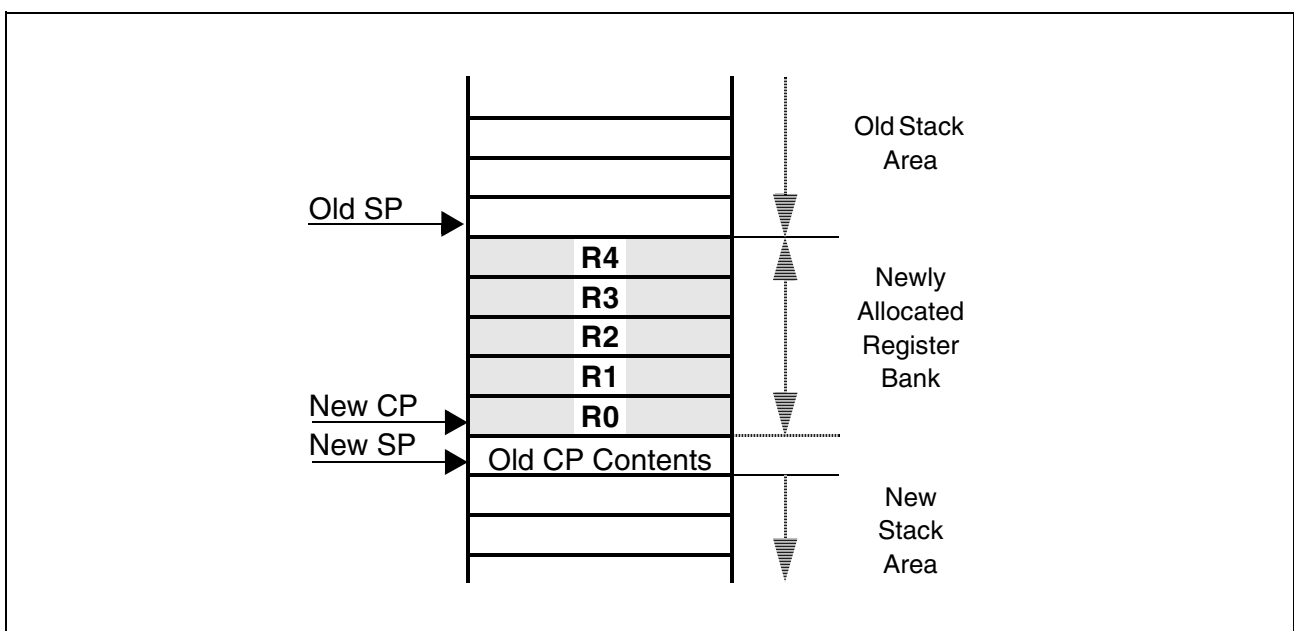 Old Stack
Area
Old SP
R4
R3
R2
R1
R0
Newly
Allocated
Register
Bank
New CP
New SP
Old CP Contents
New
Stack
Area